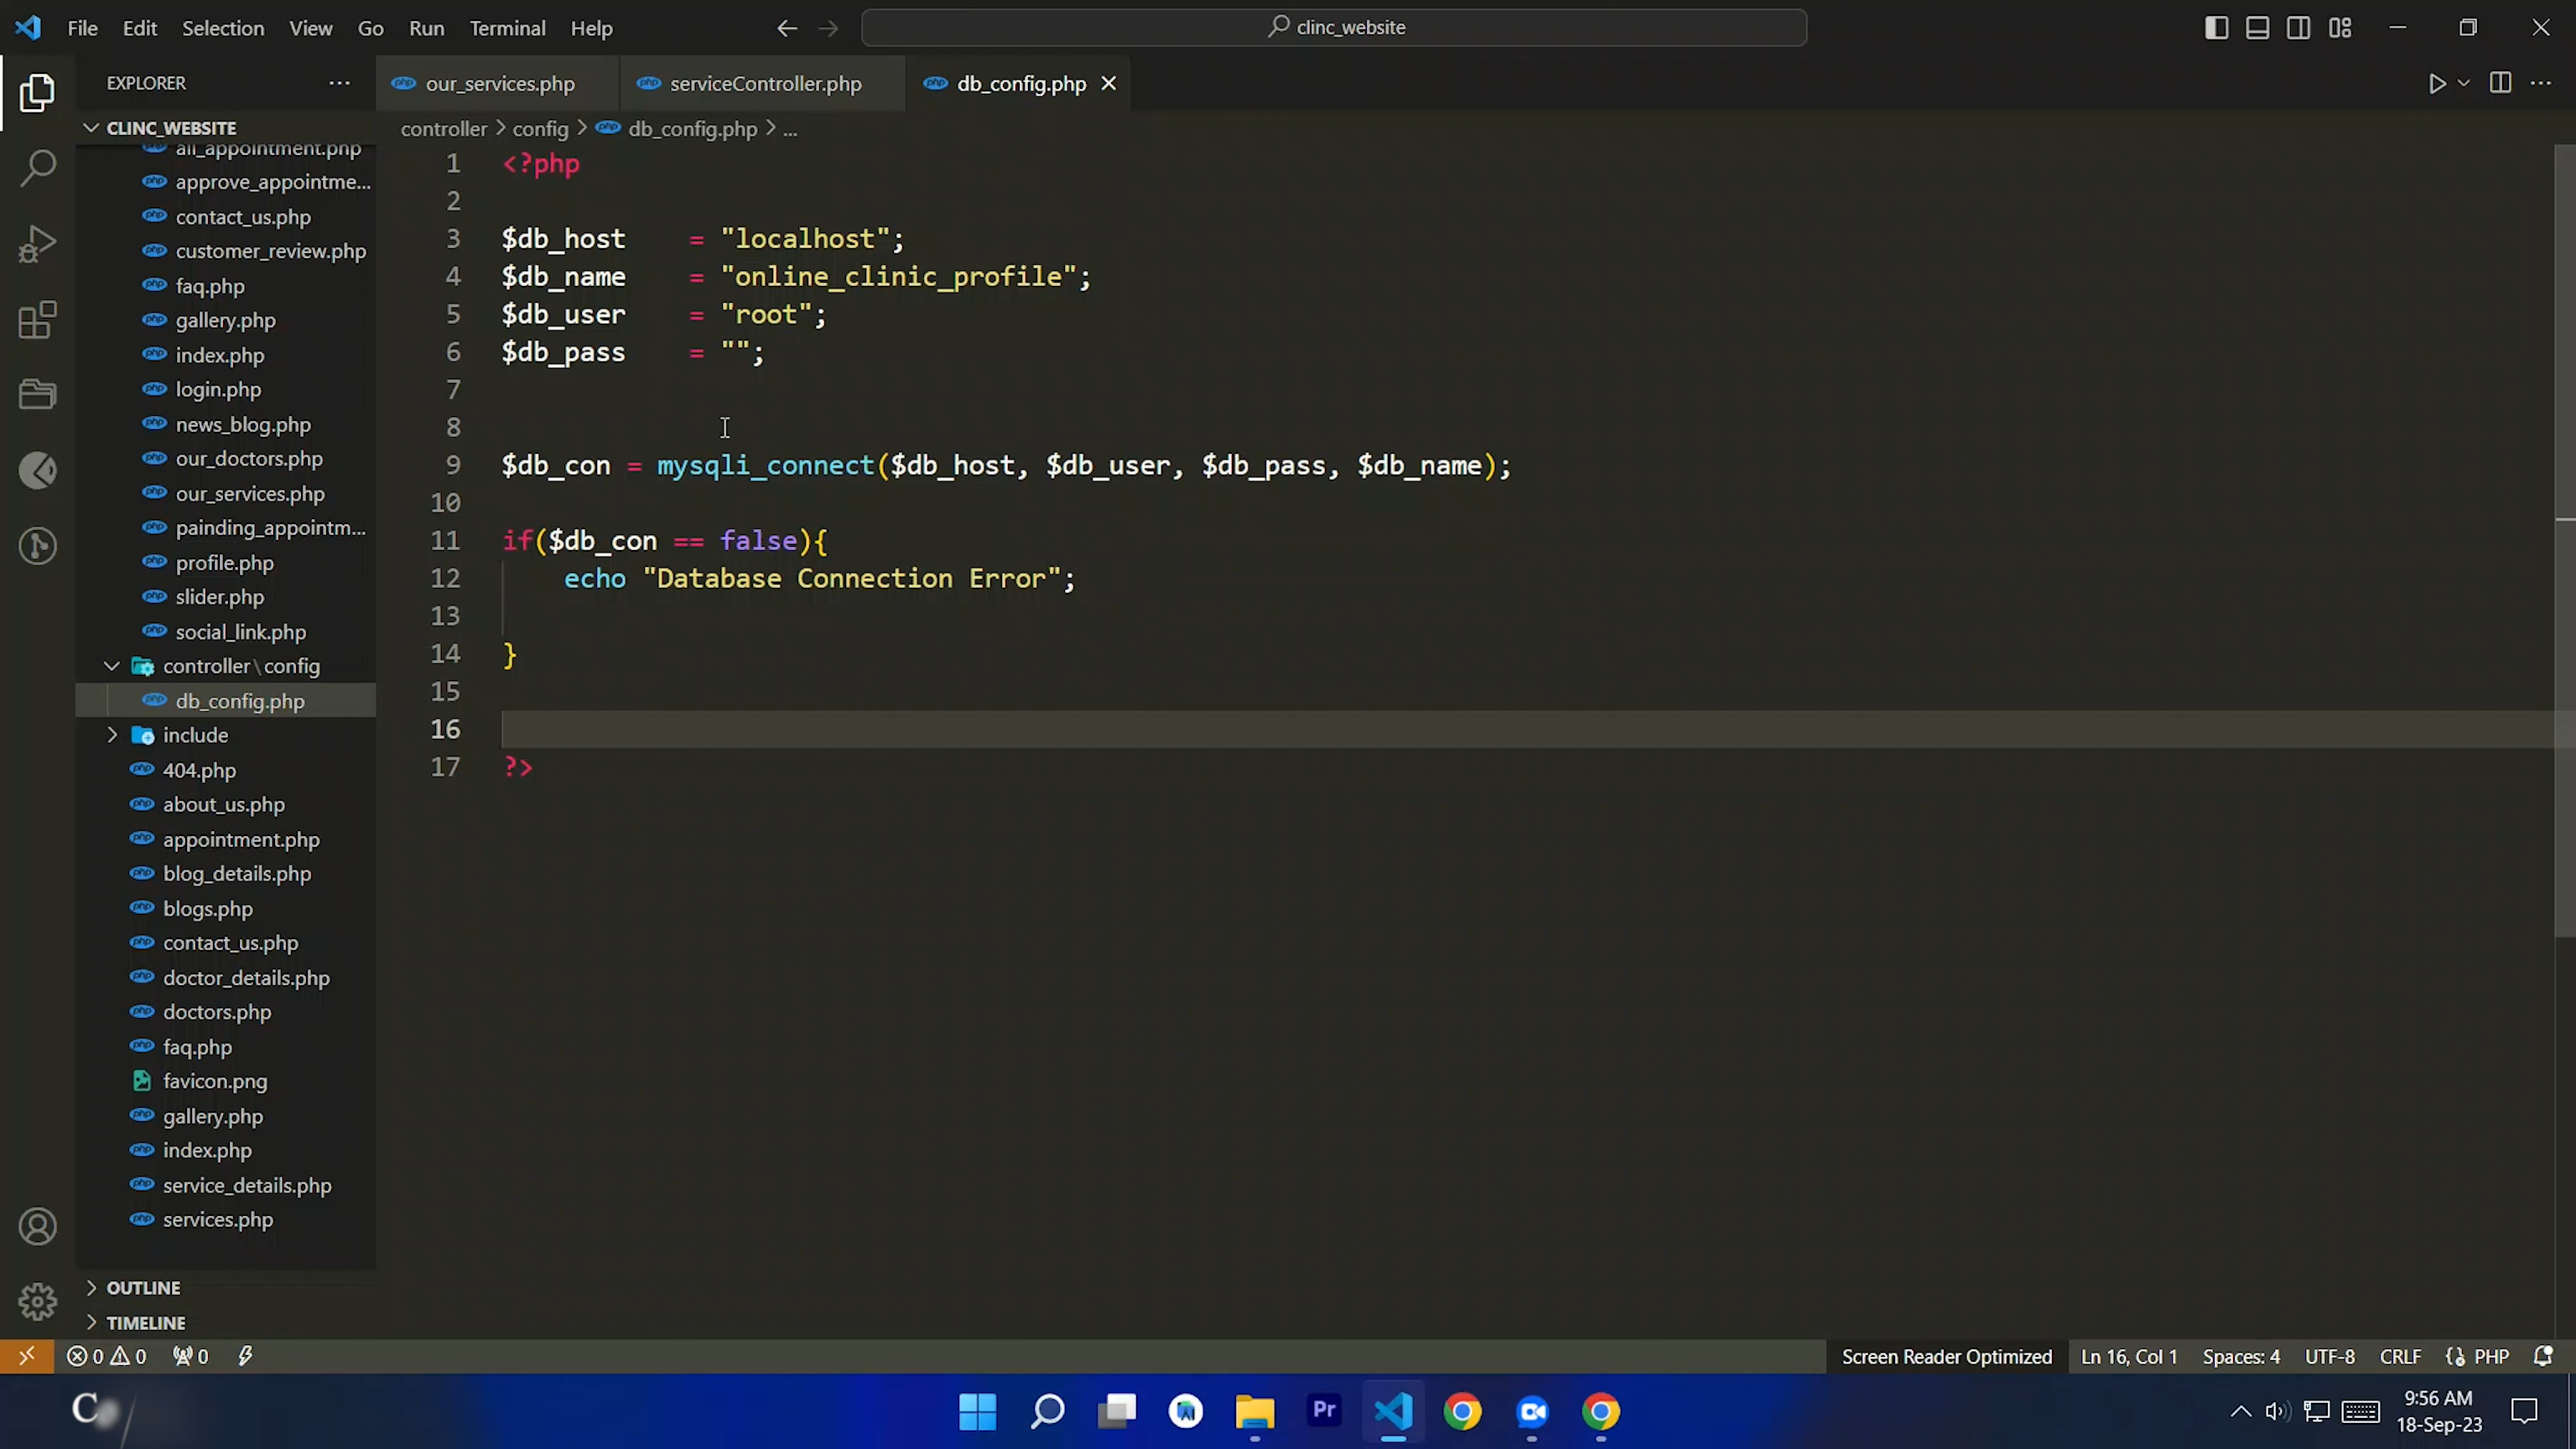 File Edit Selection View Go Run Terminal Help
clinc_website
EXPLORER
our_services.php
serviceController.php
db_config.php
CLINC_WEBSITE
controller > config > db_config.php > ...
all_appointment.php
approve_appointme...
contact_us.php
customer_review.php
faq.php
gallery.php
index.php
login.php
news_blog.php
our_doctors.php
our_services.php
painding_appointm...
profile.php
slider.php
social_link.php
controller\config
db_config.php
include
404.php
about_us.php
appointment.php
blog_details.php
blogs.php
contact_us.php
doctor_details.php
doctors.php
faq.php
favicon.png
gallery.php
index.php
service_details.php
services.php
OUTLINE
TIMELINE
1 <?php
2
3 $db_host = "localhost";
4 $db_name = "online_clinic_profile";
5 $db_user = "root";
6 $db_pass = "";
7
8
9 $db_con = mysqli_connect($db_host, $db_user, $db_pass, $db_name);
10
11 if($db_con == false){
12 echo "Database Connection Error";
13
14 }
15
16
17 ?>
0 0 0
Screen Reader Optimized Ln 16, Col 1 Spaces: 4 UTF-8 CRLF PHP
Pr
9:56 AM
18-Sep-23